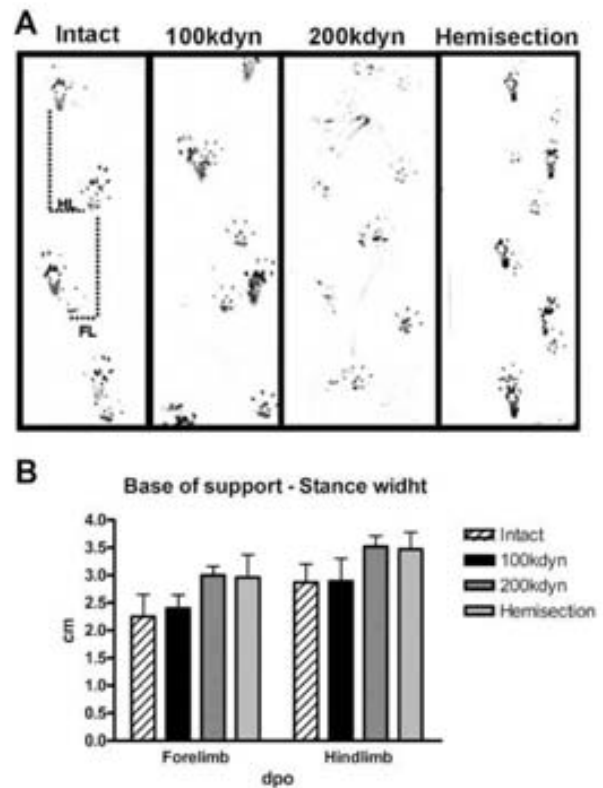 A
Intact 100kdyn 200kdyn Hemisection
HL
FL
B
Base of support - Stance widht
4.0
3.5
3.0
2.5
2.0
1.5
1.0
0.5
0.0
cm
Forelimb Hindlimb
dpo
Intact
100kdyn
200kdyn
Hemisection